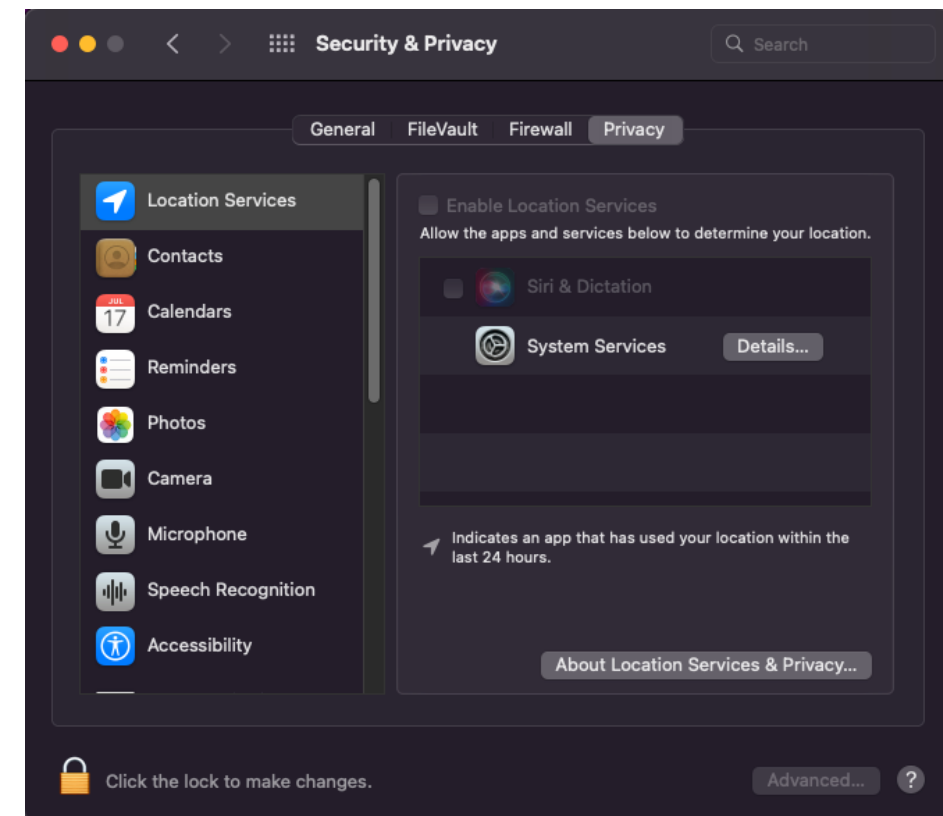 Security & Privacy
Search
General FileVault Firewall Privacy
Location Services
Contacts
JUL
17
Calendars
Reminders
Photos
Camera
Microphone
Speech Recognition
Accessibility
Enable Location Services
Allow the apps and services below to determine your location.
Siri & Dictation
System Services Details...
Indicates an app that has used your location within the
last 24 hours.
About Location Services & Privacy...
Click the lock to make changes.
Advanced... ?